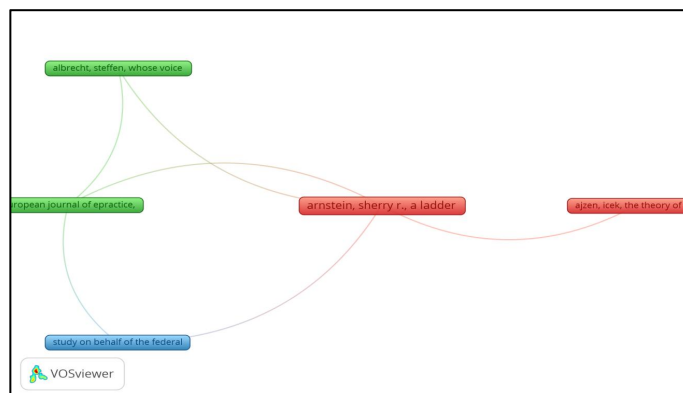 albrecht, steffen, whose voice
european journal of epractice,
arnstein, sherry r., a ladder
ajzen, icek, the theory of
study on behalf of the federal
VOSviewer